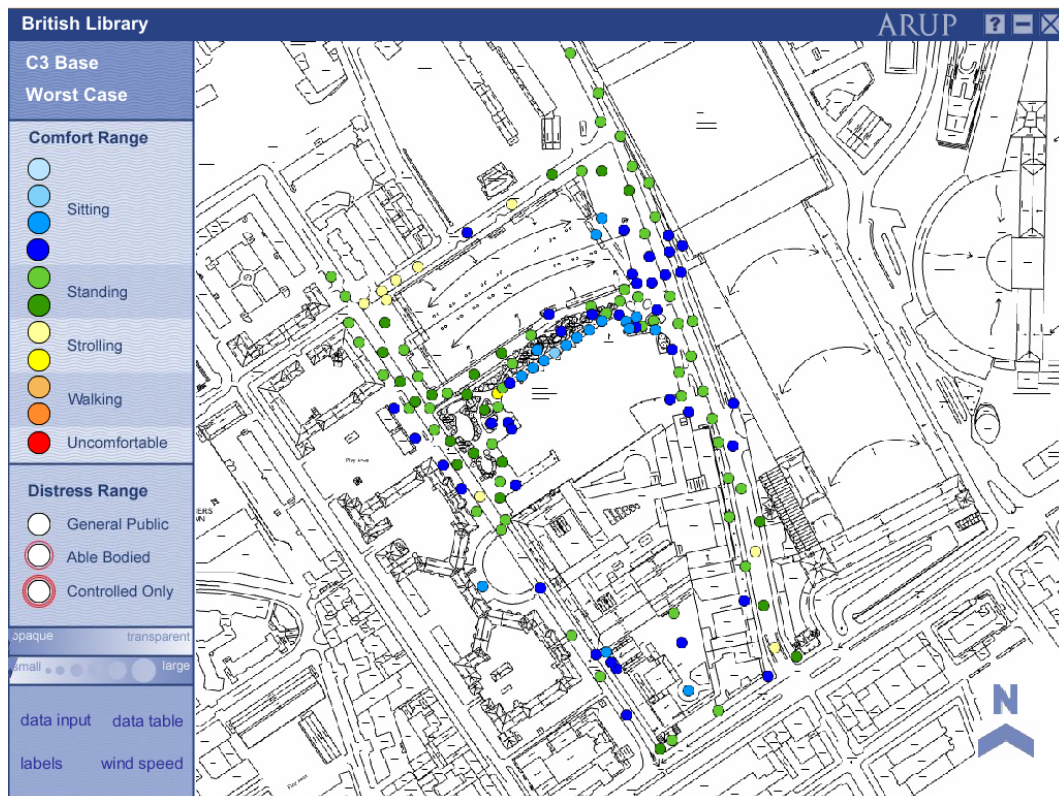 British Library
ARUP
?
C3 Base
Worst Case
Comfort Range
Sitting
Standing
Strolling
Walking
Uncomfortable
Distress Range
General Public
Able Bodied
Controlled Only
opaque transparent
small large
data input data table
labels wind speed
Play area
N